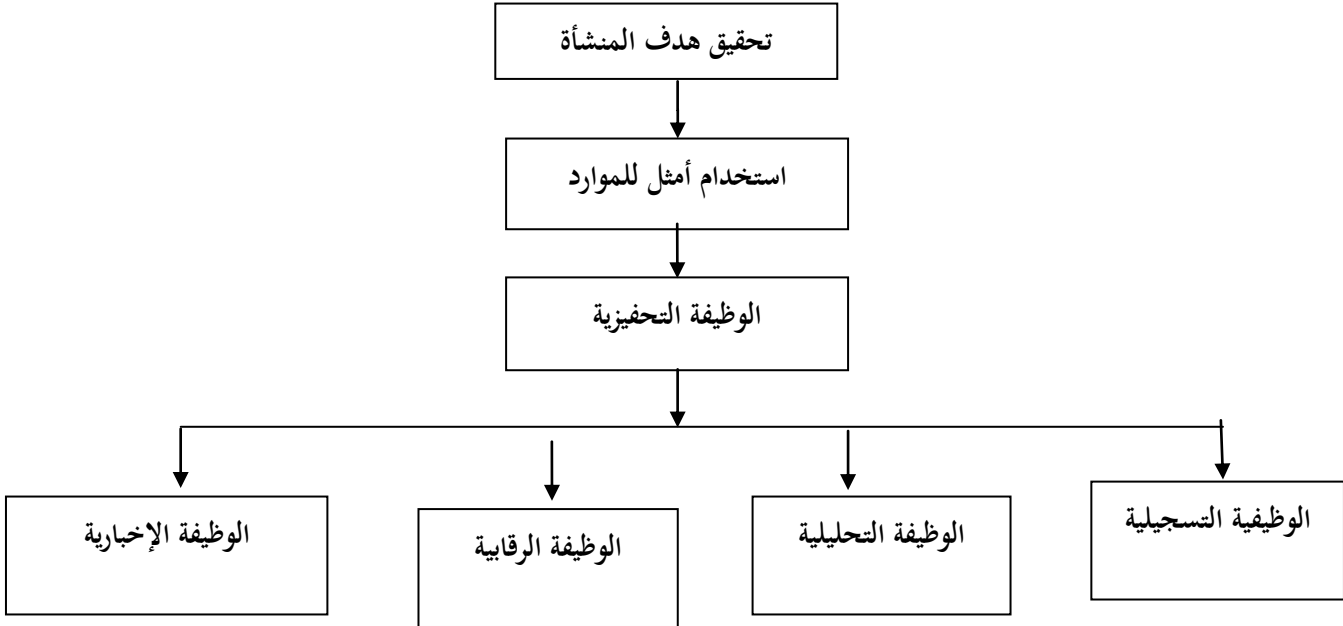 تحقيق هدف المنشأة
استخدام أمثل للموارد
الوظيفة التحفيزية
الوظيفية التسجيلية
الوظيفة التحليلية
الوظيفة الرقابية
الوظيفة الإخبارية